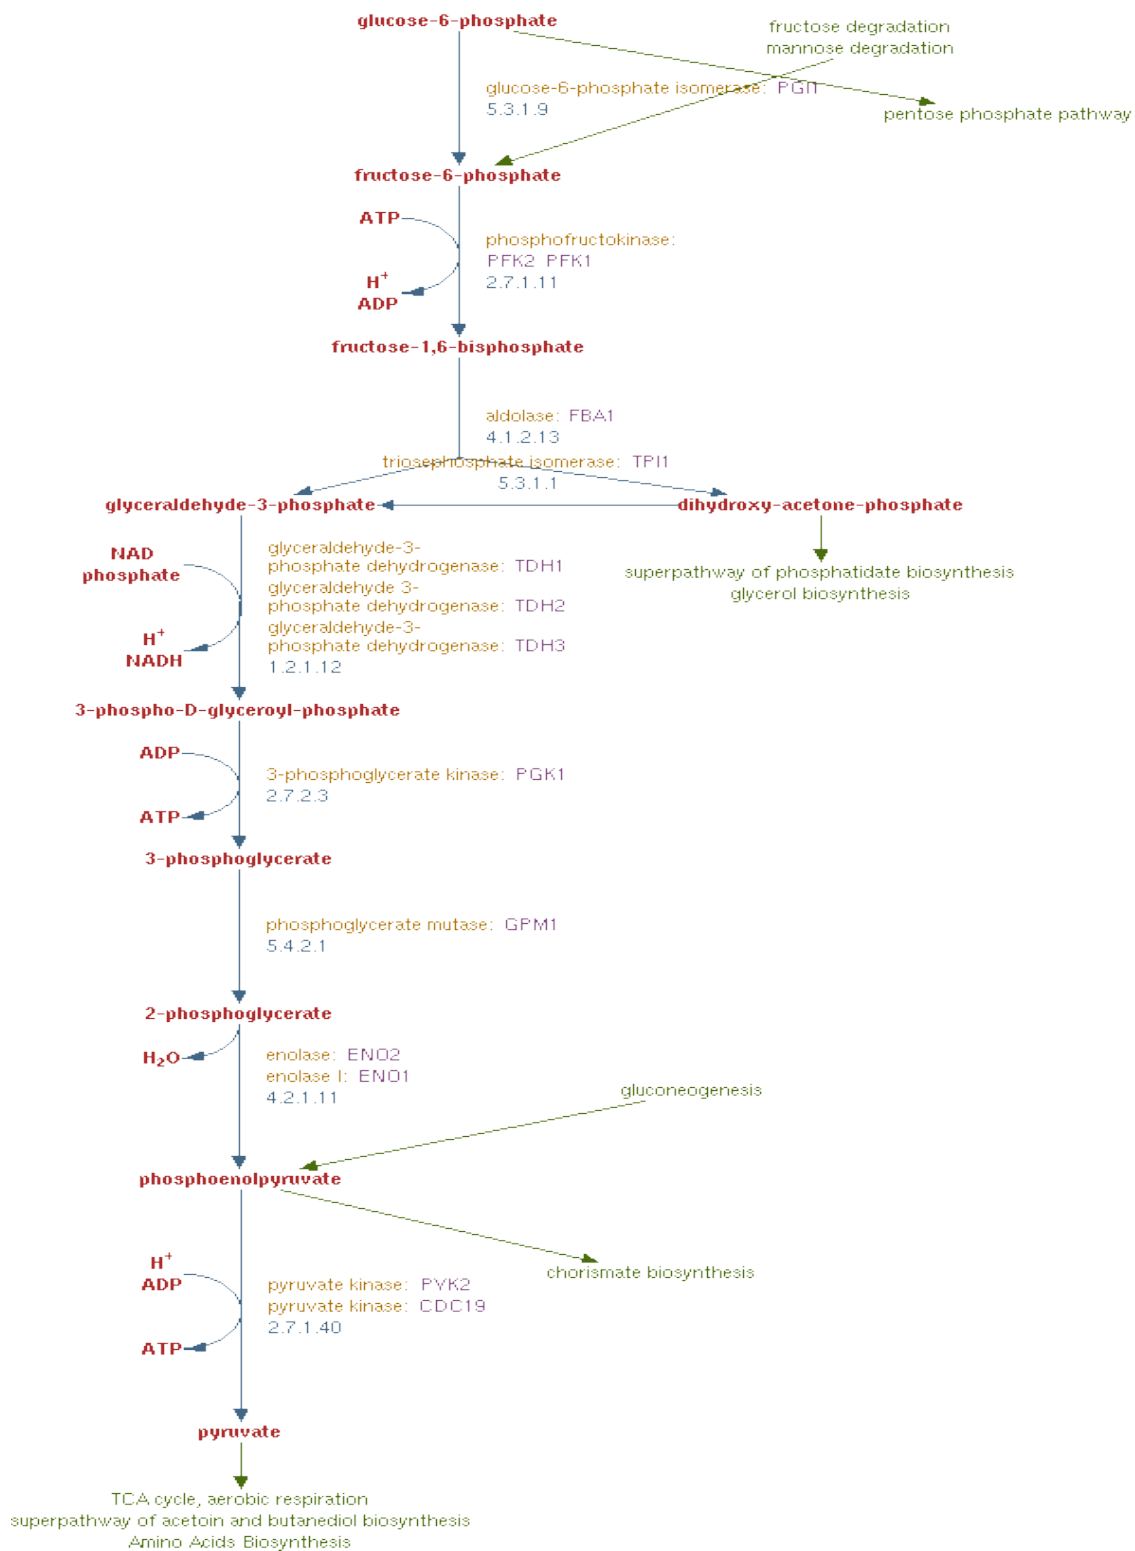 glucose-6-phosphate
fructose degradation
mannose degradation
glucose-6-phosphate isomerase: PGI1
5.3.1.9
pentose phosphate pathway
fructose-6-phosphate
ATP
phosphofructokinase:
PFK2 PFK1
H+
2.7.1.11
ADP
fructose-1,6-bisphosphate
aldolase: FBA1
4.1.2.13
triosephosphate isomerase: TPI1
5.3.1.1
glyceraldehyde-3-phosphate
dihydroxy-acetone-phosphate
NAD
phosphate
glyceraldehyde-3-
phosphate dehydrogenase: TDH1
glyceraldehyde 3-
phosphate dehydrogenase: TDH2
glyceraldehyde-3-
phosphate dehydrogenase: TDH3
1.2.1.12
superpathway of phosphatidate biosynthesis
glycerol biosynthesis
H+
NADH
3-phospho-D-glyceroyl-phosphate
ADP
3-phosphoglycerate kinase: PGK1
2.7.2.3
ATP
3-phosphoglycerate
phosphoglycerate mutase: GPM1
5.4.2.1
2-phosphoglycerate
H2O
enolase: ENO2
enolase I: ENO1
4.2.1.11
gluconeogenesis
phosphoenolpyruvate
chorismate biosynthesis
H+
ADP
pyruvate kinase: PYK2
pyruvate kinase: CDC19
2.7.1.40
ATP
pyruvate
TCA cycle, aerobic respiration
superpathway of acetoin and butanediol biosynthesis
Amino Acids Biosynthesis